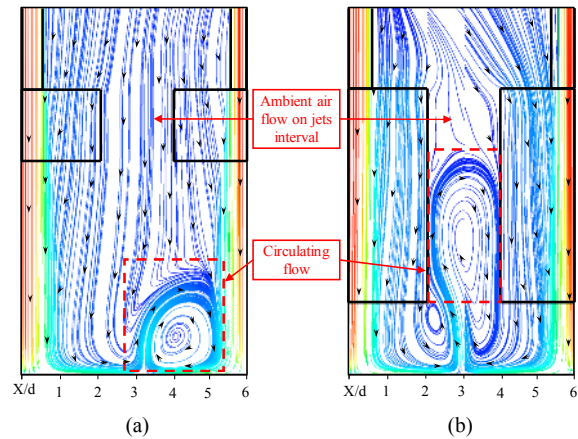 Ambient air
flow on jets
interval
Circulating
flow
X/d 1 2 3 4 5 6
X/d 1 2 3 4 5 6
(a)
(b)